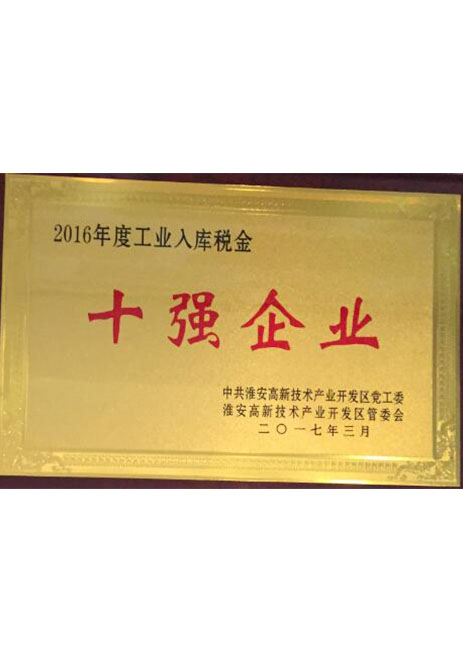 2016年度工业入库税金
十强企业
中共淮安高新技术产业开发区党工委
淮安高新技术产业开发区管委会
二〇一七年三月